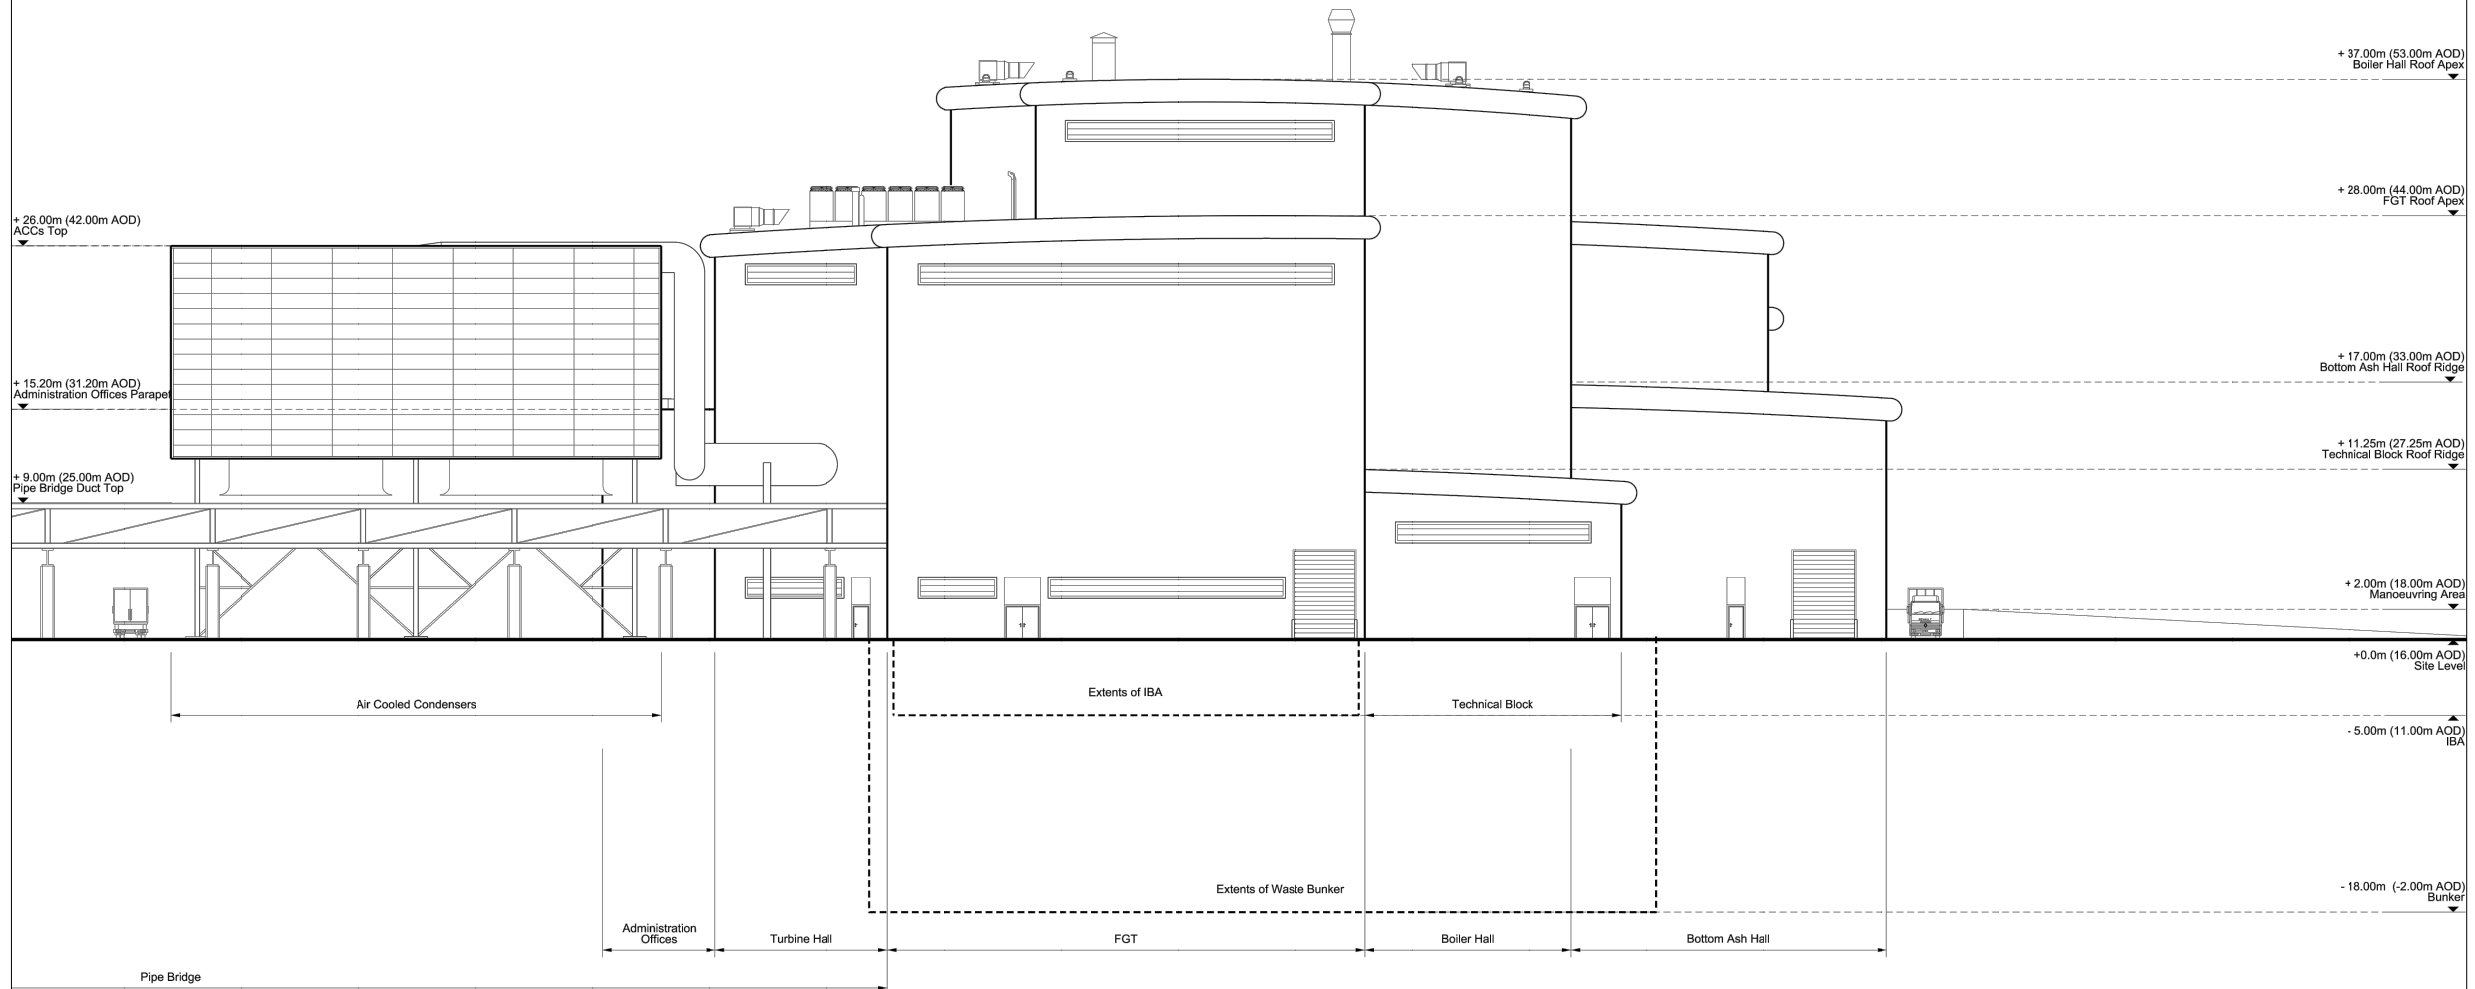 + 37.00m (53.00m AOD)
Boiler Hall Roof Apex
+ 28.00m (44.00m AOD)
FGT Roof Apex
+ 26.00m (42.00m AOD)
ACCs Top
+ 17.00m (33.00m AOD)
Bottom Ash Hall Roof Ridge
+ 15.20m (31.20m AOD)
Administration Offices Parapet
+ 11.25m (27.25m AOD)
Technical Block Roof Ridge
+ 9.00m (25.00m AOD)
Pipe Bridge Duct Top
+ 2.00m (18.00m AOD)
Manoeuvring Area
+0.0m (16.00m AOD)
Site Level
Extents of IBA
Air Cooled Condensers
Technical Block
- 5.00m (11.00m AOD)
IBA
- 18.00m (-2.00m AOD)
Bunker
Extents of Waste Bunker
Administration
Offices
Turbine Hall
FGT
Boiler Hall
Bottom Ash Hall
Pipe Bridge